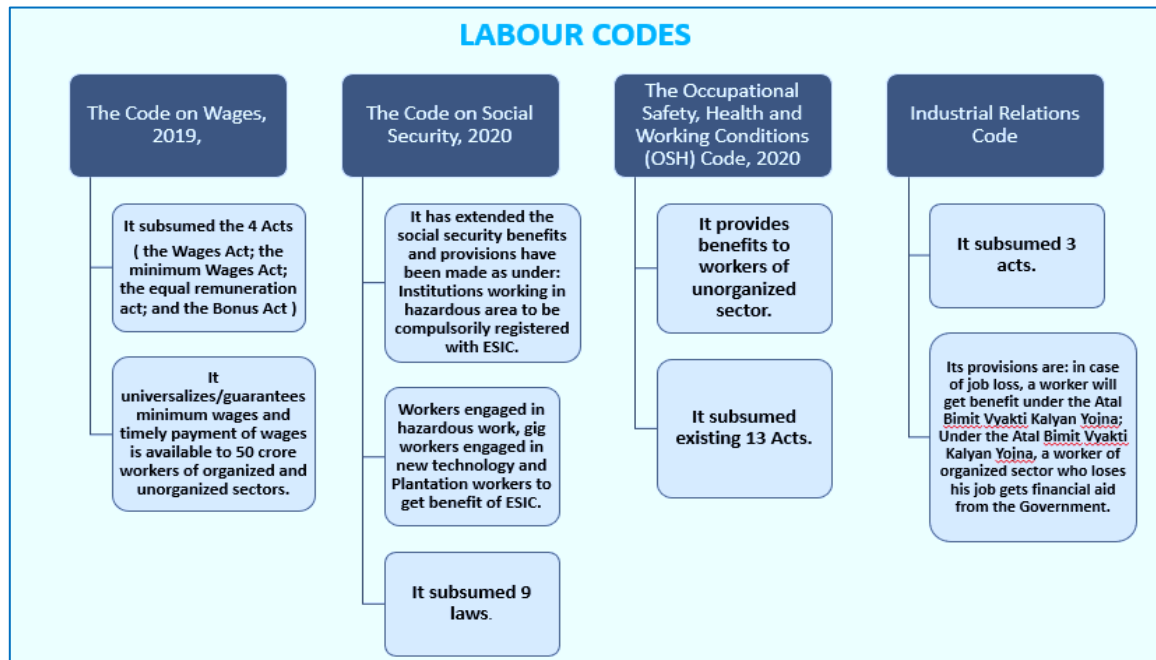 LABOUR CODES
The Code on Wages,
2019,
It subsumed the 4 Acts
( the Wages Act; the
minimum Wages Act;
the equal remuneration
act; and the Bonus Act )
It
universalizes/guarantees
minimum wages and
timely payment of wages
is available to 50 crore
workers of organized and
unorganized sectors.
The Code on Social
Security, 2020
It has extended the
social security benefits
and provisions have
been made as under:
Institutions working in
hazardous area to be
compulsorily registered
with ESIC.
Workers engaged in
hazardous work, gig
workers engaged in
new technology and
Plantation workers to
get benefit of ESIC.
It subsumed 9
laws.
The Occupational
Safety, Health and
Working Conditions
(OSH) Code, 2020
It provides
benefits to
workers of
unorganized
sector.
It subsumed
existing 13 Acts.
Industrial Relations
Code
It subsumed 3
acts.
Its provisions are: in case
of job loss, a worker will
get benefit under the Atal
Bimit Vyakti Kalyan Yojna;
Under the Atal Bimit Vyakti
Kalyan Yojna, a worker of
organized sector who loses
his job gets financial aid
from the Government.